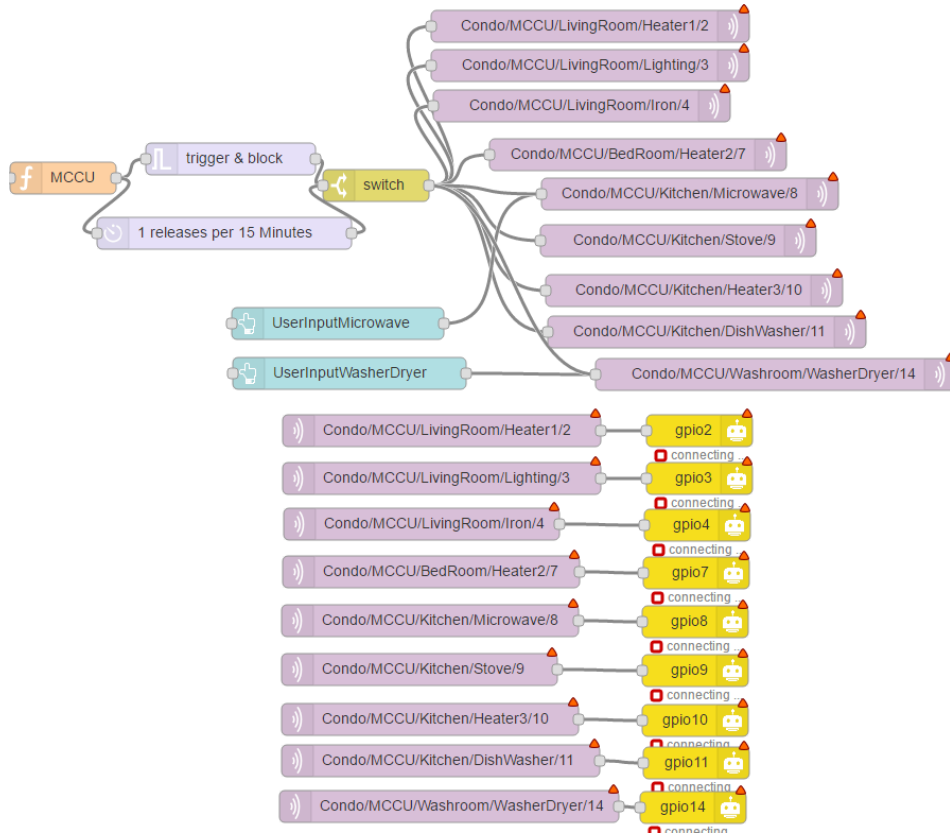 Condo/MCCU/LivingRoom/Heater1/2
Condo/MCCU/LivingRoom/Lighting/3
Condo/MCCU/LivingRoom/Iron/4
MCCU
trigger & block
switch
1 releases per 15 Minutes
Condo/MCCU/BedRoom/Heater2/7
Condo/MCCU/Kitchen/Microwave/8
Condo/MCCU/Kitchen/Stove/9
Condo/MCCU/Kitchen/Heater3/10
UserInputMicrowave
Condo/MCCU/Kitchen/DishWasher/11
UserInputWasherDryer
Condo/MCCU/Washroom/WasherDryer/14
Condo/MCCU/LivingRoom/Heater1/2
gpio2
connecting ...
Condo/MCCU/LivingRoom/Lighting/3
gpio3
connecting ...
Condo/MCCU/LivingRoom/Iron/4
gpio4
connecting ...
Condo/MCCU/BedRoom/Heater2/7
gpio7
connecting ...
Condo/MCCU/Kitchen/Microwave/8
gpio8
connecting ...
Condo/MCCU/Kitchen/Stove/9
gpio9
connecting ...
Condo/MCCU/Kitchen/Heater3/10
gpio10
connecting ...
Condo/MCCU/Kitchen/DishWasher/11
gpio11
connecting ...
Condo/MCCU/Washroom/WasherDryer/14
gpio14
connecting